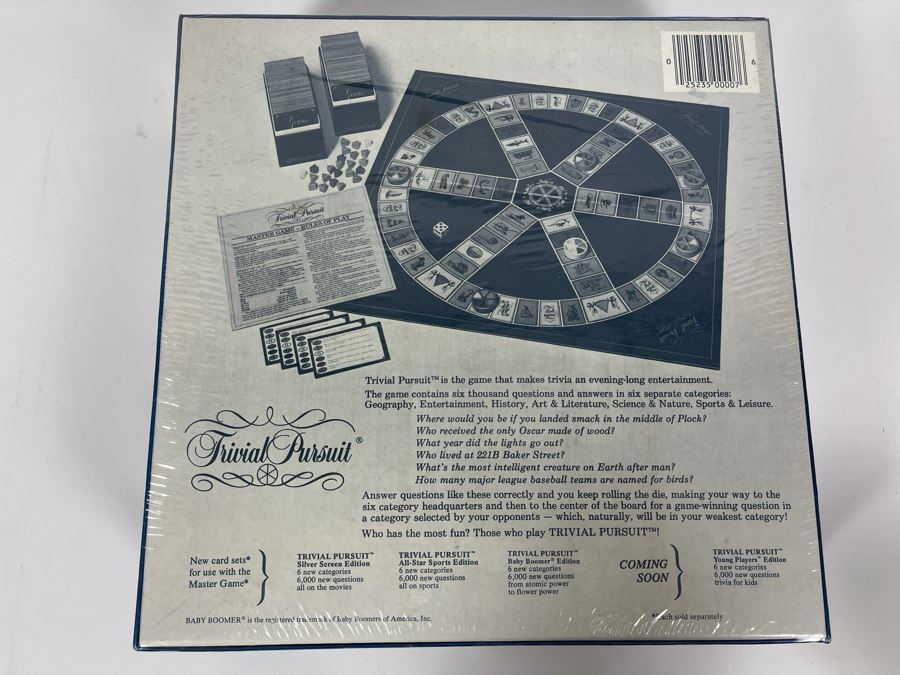 0 25235 00007 6
Genus
Genus
Trivial Pursuit
Trivial Pursuit
MASTER GAME – RULES OF PLAY
Trivial Pursuit
Trivial Pursuit™ is the game that makes trivia an evening-long entertainment.
The game contains six thousand questions and answers in six separate categories:
Geography, Entertainment, History, Art & Literature, Science & Nature, Sports & Leisure.
Where would you be if you landed smack in the middle of Plock?
Who received the only Oscar made of wood?
What year did the lights go out?
Who lived at 221B Baker Street?
What's the most intelligent creature on Earth after man?
How many major league baseball teams are named for birds?
Trivial Pursuit®
Answer questions like these correctly and you keep rolling the die, making your way to the
six category headquarters and then to the center of the board for a game-winning question in
a category selected by your opponents — which, naturally, will be in your weakest category!
Who has the most fun? Those who play TRIVIAL PURSUIT™!
New card sets*
for use with the
Master Game*
TRIVIAL PURSUIT™
Silver Screen Edition
6 new categories
6,000 new questions
all on the movies
TRIVIAL PURSUIT™
All-Star Sports Edition
6 new categories
6,000 new questions
all on sports
TRIVIAL PURSUIT™
Baby Boomer® Edition
6 new categories
6,000 new questions
from atomic power
to flower power
COMING
SOON
TRIVIAL PURSUIT™
Young Players™ Edition
6 new categories
6,000 new questions
trivia for kids
BABY BOOMER® is the registered trademark of Baby Boomers of America, Inc.
*Each sold separately